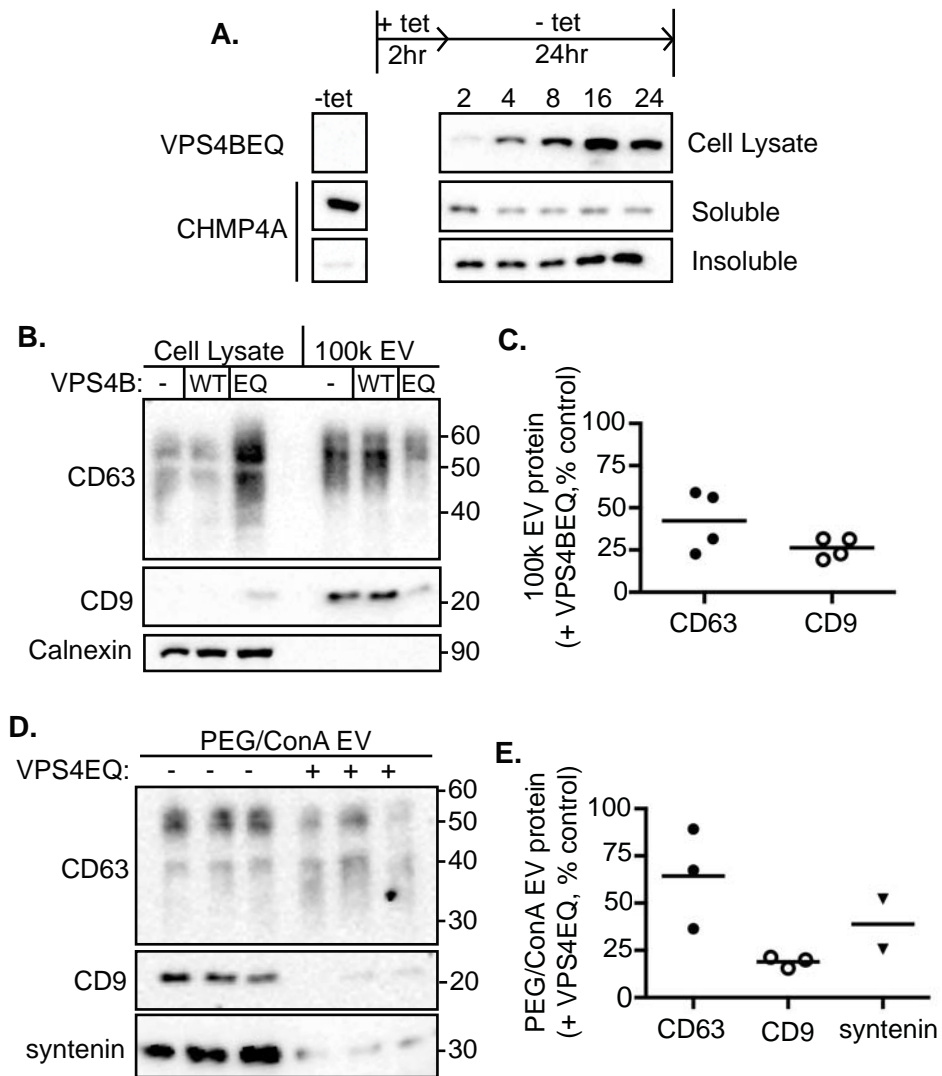 A.
+ tet - tet
2hr 24hr
-tet 2 4 8 16 24
VPS4BEQ Cell Lysate
CHMP4A Soluble
Insoluble
B.
Cell Lysate 100k EV
VPS4B: - WT EQ - WT EQ
CD63 60
50
40
CD9 20
Calnexin 90
C.
100k EV protein
(+ VPS4BEQ,% control)
100
75
50
25
0
CD63 CD9
D.
PEG/ConA EV
VPS4EQ: - - - + + +
CD63 60
50
40
30
CD9 20
syntenin 30
E.
PEG/ConA EV protein
(+ VPS4EQ, % control)
100
75
50
25
0
CD63 CD9 syntenin